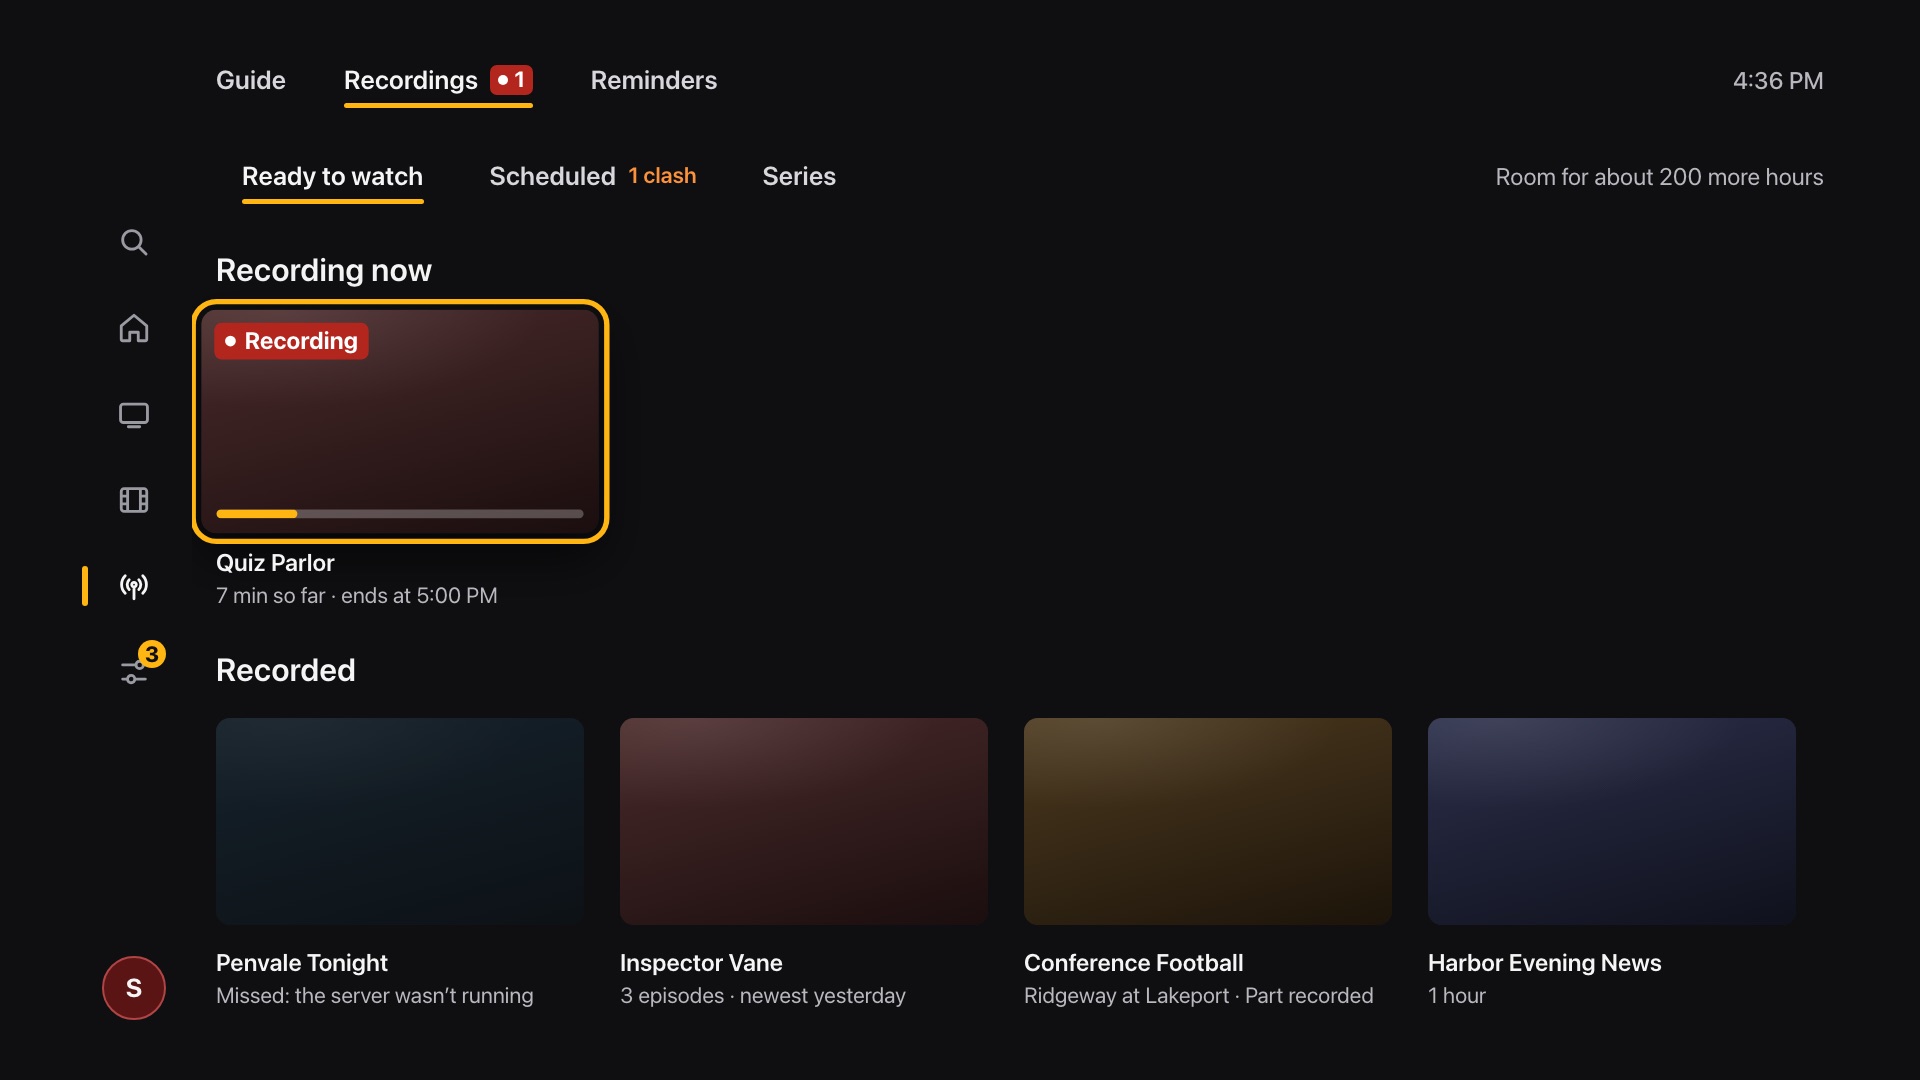 Guide
Recordings
1
Reminders
4:36 PM
Ready to watch
Scheduled
1 clash
Series
Room for about 200 more hours
Recording now
Recording
Quiz Parlor
7 min so far · ends at 5:00 PM
3
Recorded
Penvale Tonight
Missed: the server wasn’t running
Inspector Vane
3 episodes · newest yesterday
Conference Football
Ridgeway at Lakeport · Part recorded
Harbor Evening News
1 hour
S